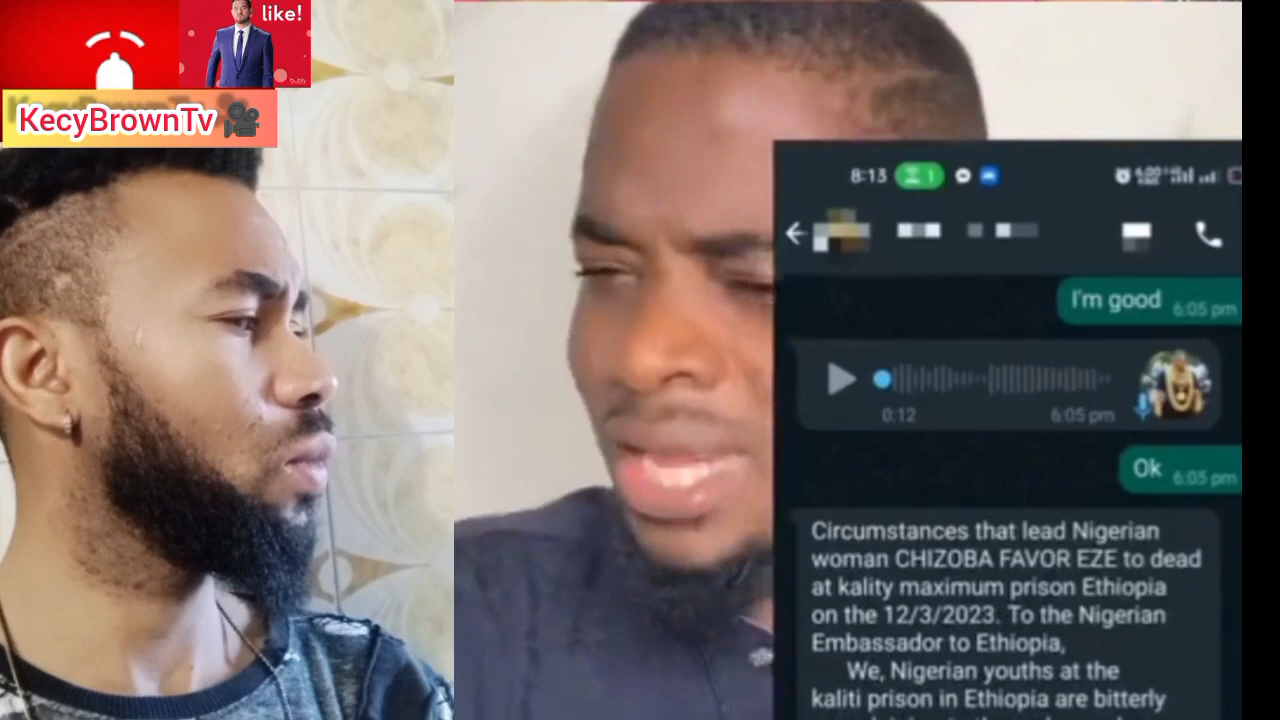 like!
bubly
KecyBrownTv
8:13
1
I'm good
6:05 pm
0:12
6:05 pm
Ok
6:05 pm
Circumstances that lead Nigerian
woman CHIZOBA FAVOR EZE to dead
at kality maximum prison Ethiopia
on the 12/3/2023. To the Nigerian
Embassador to Ethiopia,
We, Nigerian youths at the
kaliti prison in Ethiopia are bitterly